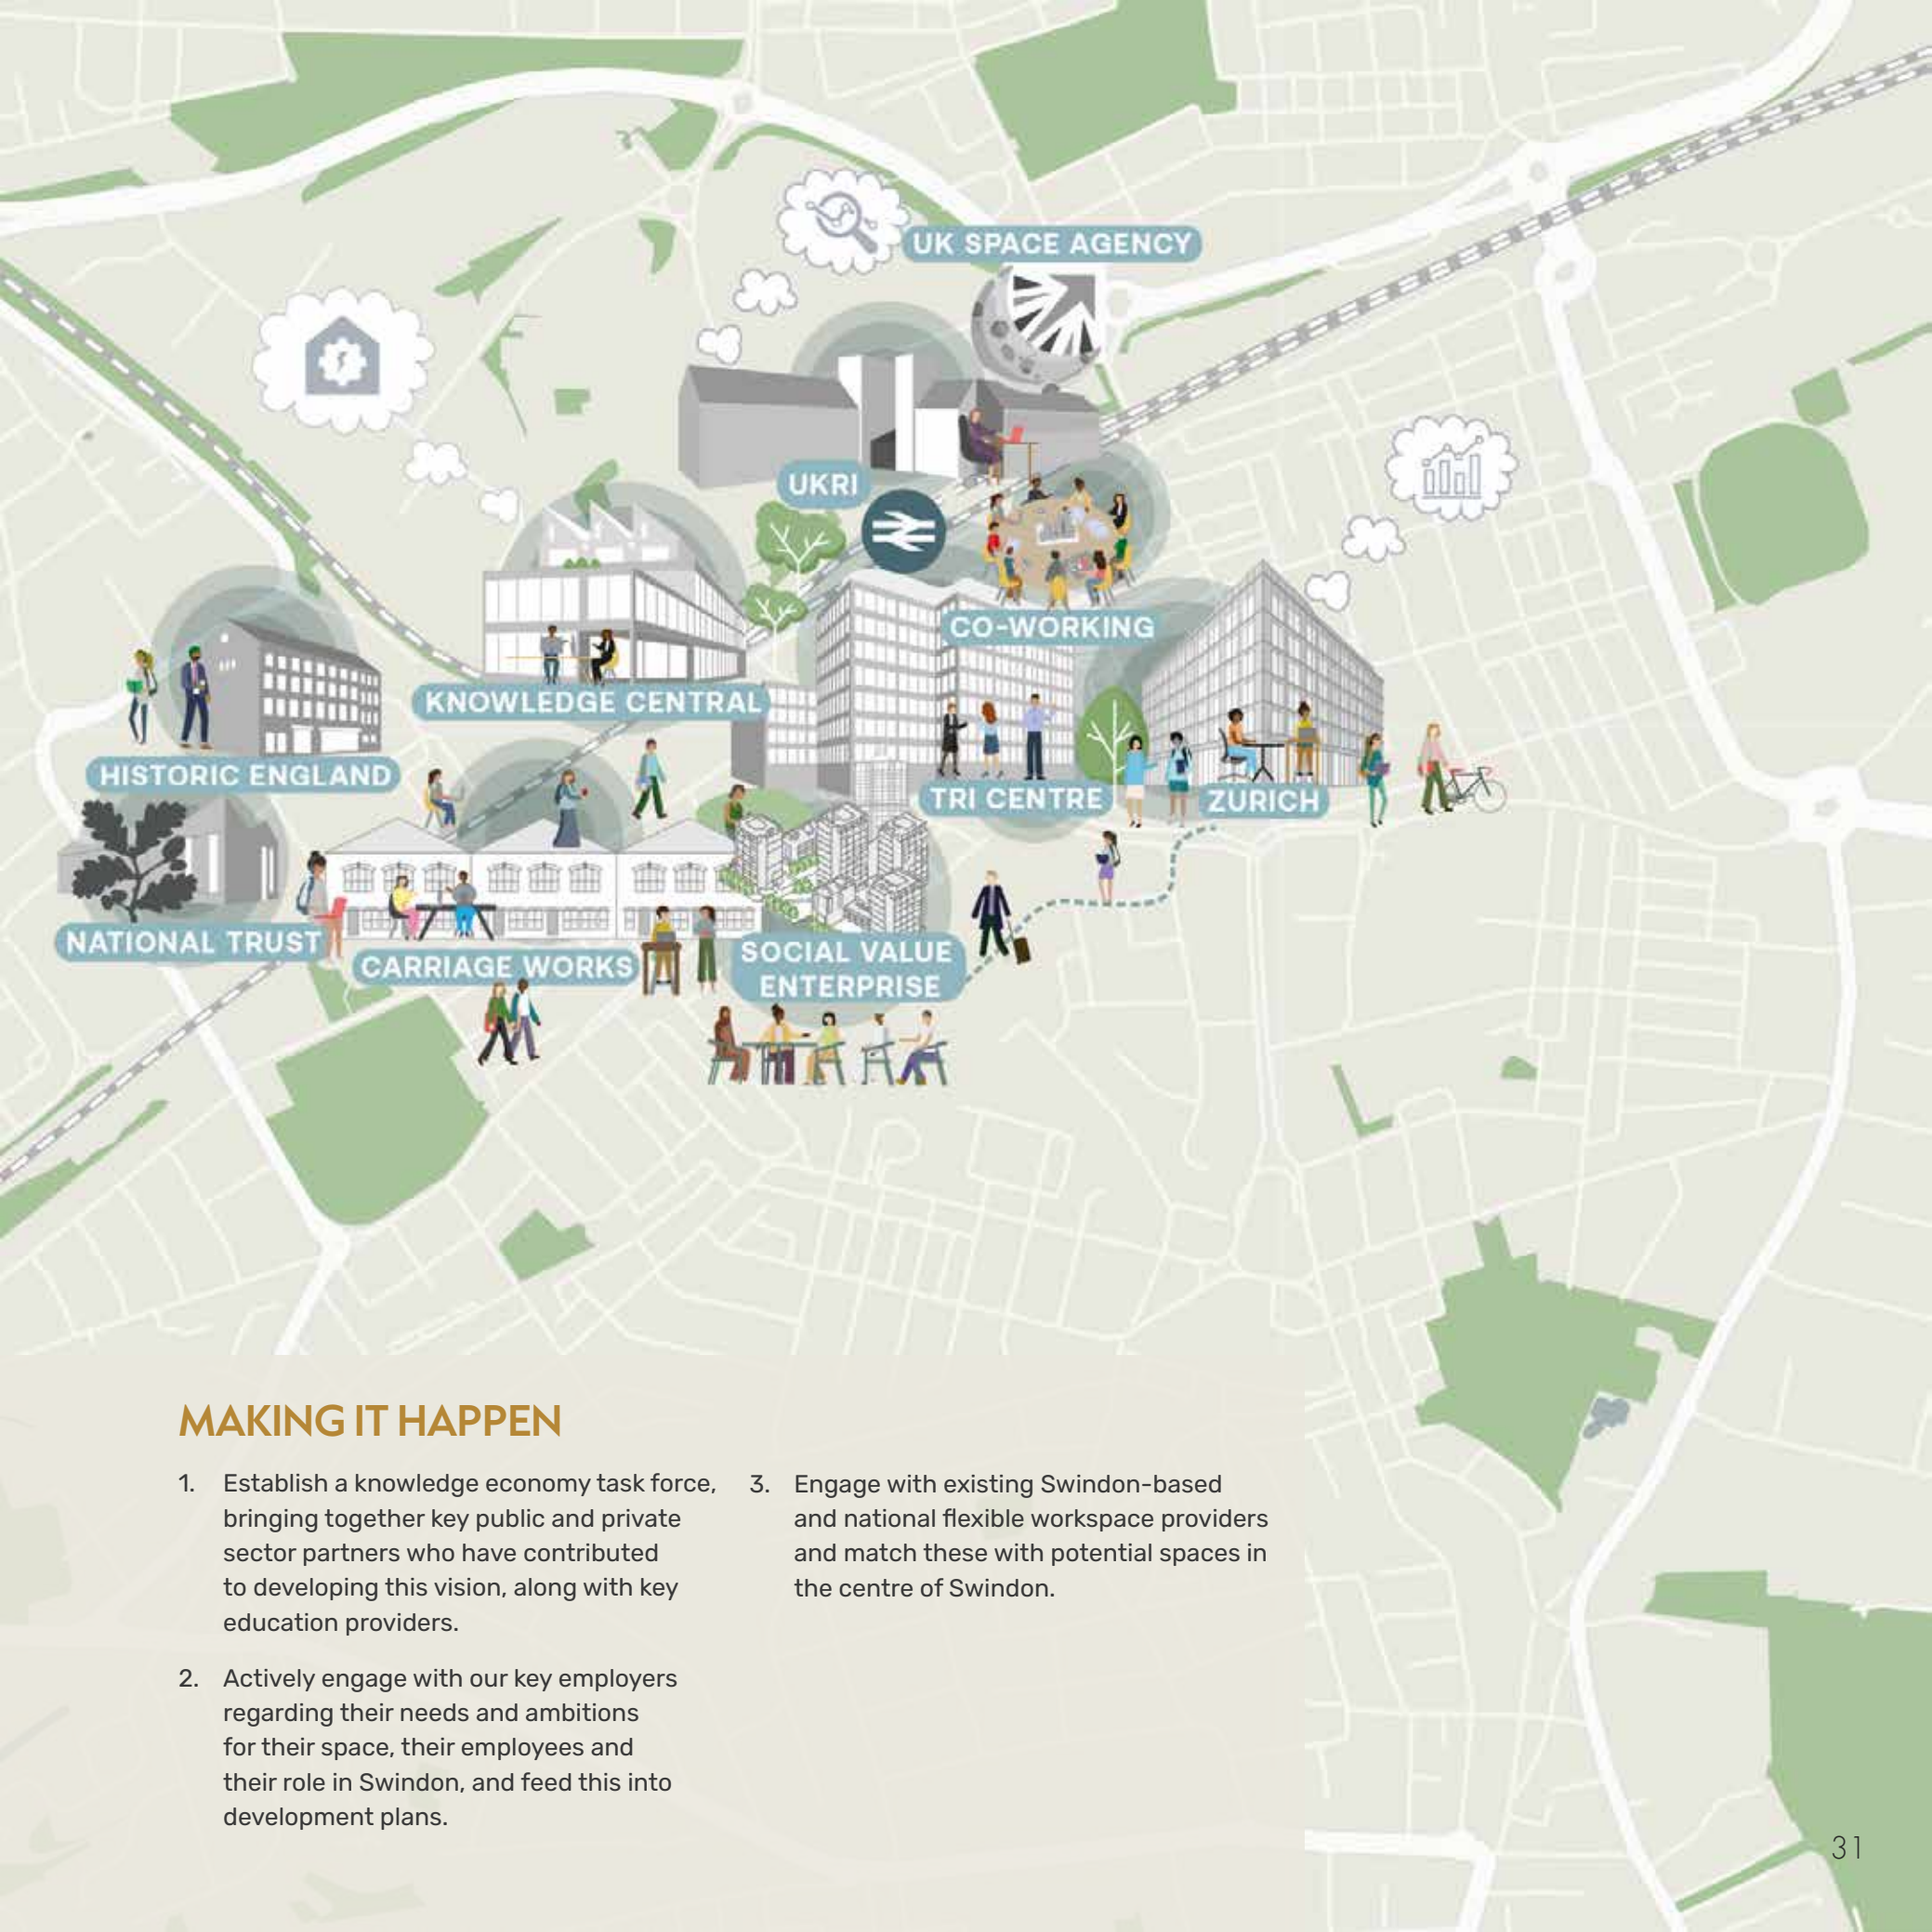 UK SPACE AGENCY
UKRI
CO-WORKING
KNOWLEDGE CENTRAL
HISTORIC ENGLAND
TRI CENTRE
ZURICH
NATIONAL TRUST
CARRIAGE WORKS
SOCIAL VALUE
ENTERPRISE
MAKING IT HAPPEN
1. Establish a knowledge economy task force,
bringing together key public and private
sector partners who have contributed
to developing this vision, along with key
education providers.
2. Actively engage with our key employers
regarding their needs and ambitions
for their space, their employees and
their role in Swindon, and feed this into
development plans.
3. Engage with existing Swindon-based
and national flexible workspace providers
and match these with potential spaces in
the centre of Swindon.
31